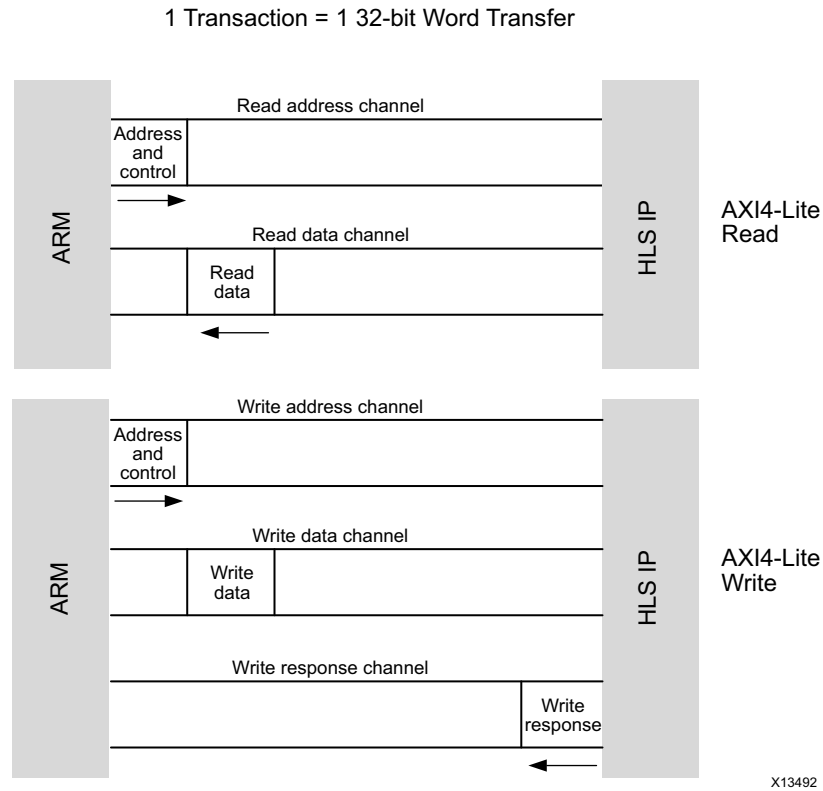 1 Transaction = 1 32-bit Word Transfer
Read address channel
Address
and
control
ARM
Read data channel
Read
data
HLS IP
AXI4-Lite
Read
Write address channel
Address
and
control
ARM
Write data channel
Write
data
HLS IP
AXI4-Lite
Write
Write response channel
Write
response
X13492